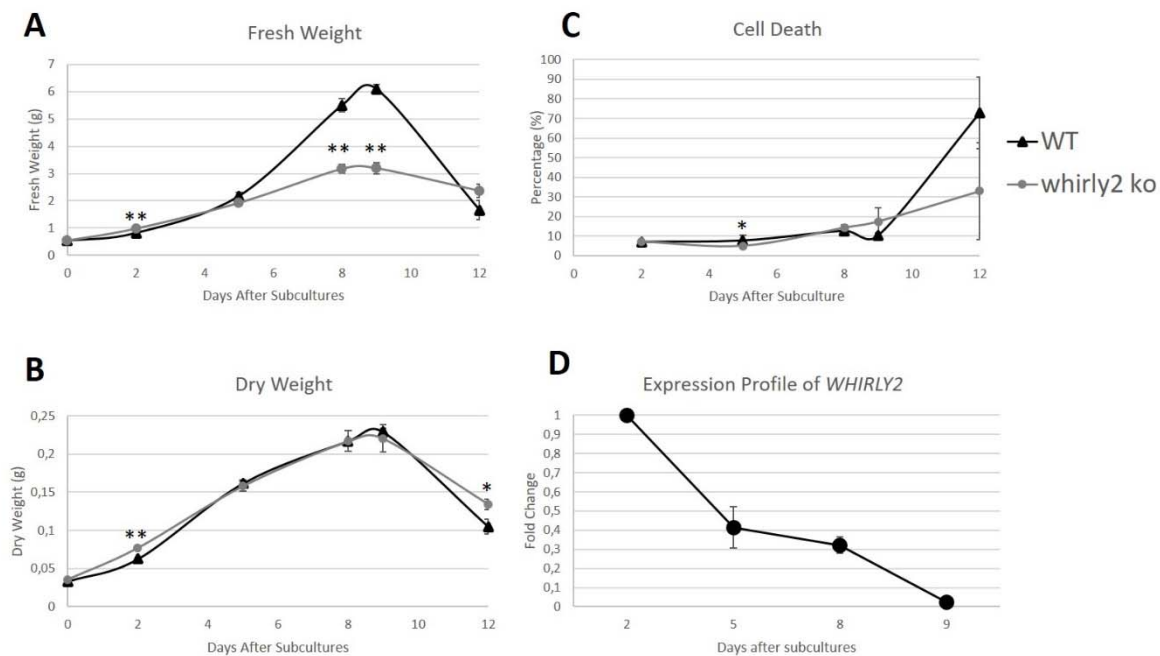 A
Fresh Weight
7
6
5
4
3
2
1
0
Fresh Weight (g)
**
**
**
0 2 4 6 8 10 12
Days After Subcultures
C
Cell Death
100
90
80
70
60
50
40
30
20
10
0
Percentage (%)
*
0 2 4 6 8 10 12
Days After Subculture
WT
whirly2 ko
B
Dry Weight
0,25
0,2
0,15
0,1
0,05
0
Dry Weight (g)
**
*
0 2 4 6 8 10 12
Days After Subcultures
D
Expression Profile of WHIRLY2
1
0,9
0,8
0,7
0,6
0,5
0,4
0,3
0,2
0,1
0
Fold Change
2 5 8 9
Days after subcultures